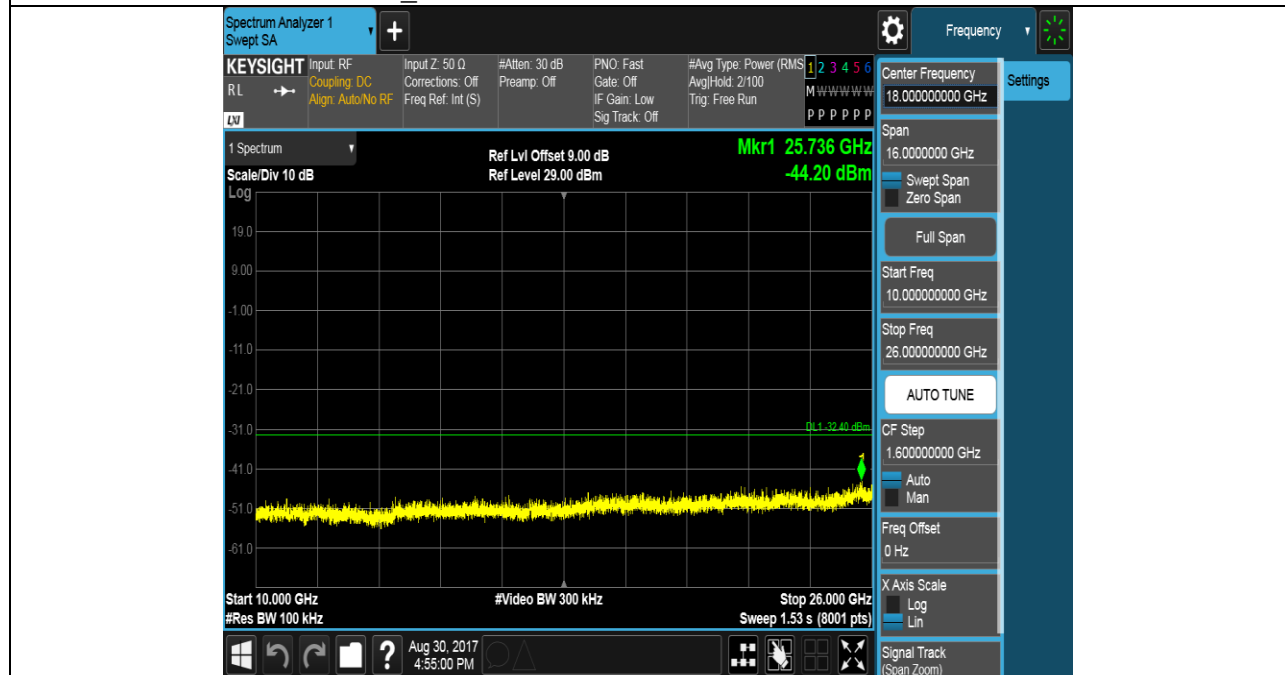 Spectrum Analyzer 1
Swept SA
+
Frequency
KEYSIGHT
RL
LXI
Input: RF
Coupling: DC
Align: Auto/No RF
Input Z: 50 Ω
Corrections: Off
Freq Ref: Int (S)
#Atten: 30 dB
Preamp: Off
PNO: Fast
Gate: Off
IF Gain: Low
Sig Track: Off
#Avg Type: Power (RMS
Avg|Hold: 2/100
Trig: Free Run
1 2 3 4 5 6
M W W W W W
P P P P P P
Center Frequency
18.000000000 GHz
Settings
1 Spectrum
Scale/Div 10 dB
Ref Lvl Offset 9.00 dB
Ref Level 29.00 dBm
Mkr1 25.736 GHz
-44.20 dBm
Span
16.0000000 GHz
Swept Span
Zero Span
Full Span
Start Freq
10.000000000 GHz
Stop Freq
26.000000000 GHz
AUTO TUNE
CF Step
1.600000000 GHz
Auto
Man
Freq Offset
0 Hz
X Axis Scale
Log
Lin
Signal Track
(Span Zoom)
Log
19.0
9.00
-1.00
-11.0
-21.0
-31.0
-41.0
-51.0
-61.0
DL1 -32.40 dBm
1
Start 10.000 GHz
#Res BW 100 kHz
#Video BW 300 kHz
Stop 26.000 GHz
Sweep 1.53 s (8001 pts)
?
Aug 30, 2017
4:55:00 PM